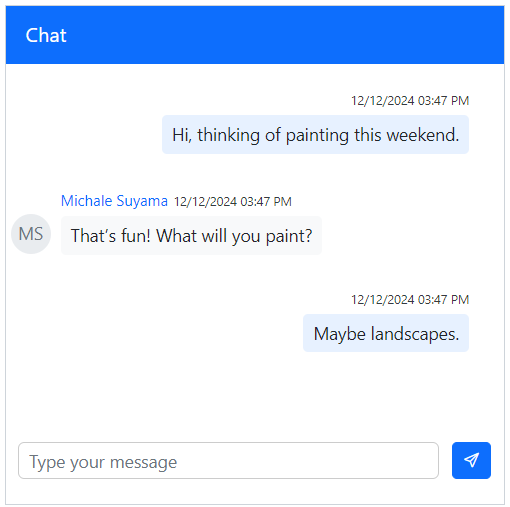 Chat
12/12/2024 03:47 PM
Hi, thinking of painting this weekend.
Michale Suyama 12/12/2024 03:47 PM
MS
That’s fun! What will you paint?
12/12/2024 03:47 PM
Maybe landscapes.
Type your message